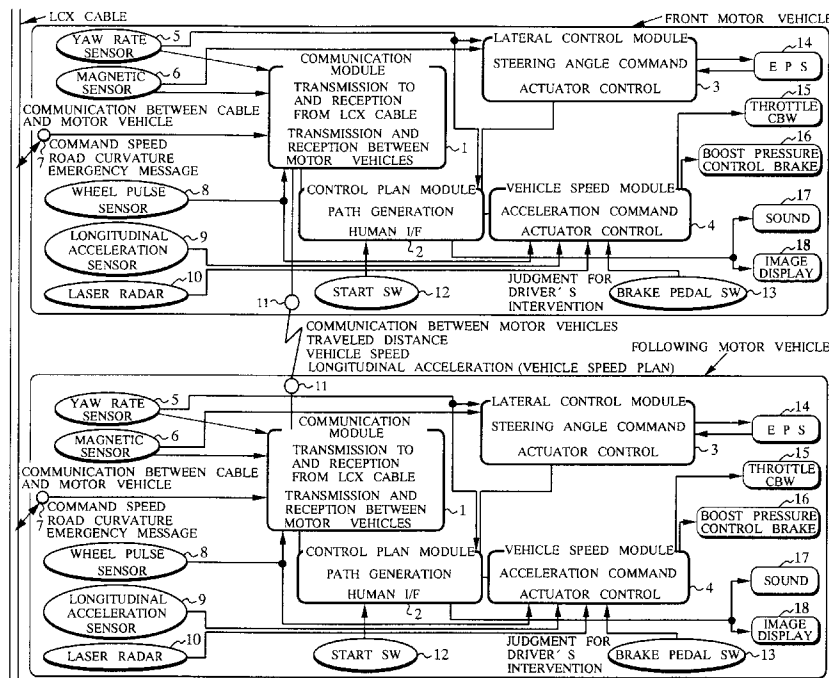 LCX CABLE
FRONT MOTOR VEHICLE
YAW RATE
SENSOR
5
MAGNETIC
SENSOR
6
COMMUNICATION
MODULE
TRANSMISSION TO
AND RECEPTION
FROM LCX CABLE
TRANSMISSION AND
RECEPTION BETWEEN
MOTOR VEHICLES
1
LATERAL CONTROL MODULE
STEERING ANGLE COMMAND
ACTUATOR CONTROL
3
14
E P S
15
THROTTLE
CBW
16
BOOST PRESSURE
CONTROL BRAKE
COMMUNICATION BETWEEN CABLE
AND MOTOR VEHICLE
7
COMMAND SPEED
ROAD CURVATURE
EMERGENCY MESSAGE
WHEEL PULSE
SENSOR
8
CONTROL PLAN MODULE
PATH GENERATION
HUMAN I/F
2
VEHICLE SPEED MODULE
ACCELERATION COMMAND
ACTUATOR CONTROL
4
17
SOUND
18
IMAGE
DISPLAY
LONGITUDINAL
ACCELERATION
SENSOR
9
LASER RADAR
10
START SW
12
JUDGMENT FOR
DRIVER´S
INTERVENTION
BRAKE PEDAL SW
13
11
COMMUNICATION BETWEEN MOTOR VEHICLES
TRAVELED DISTANCE
VEHICLE SPEED
LONGITUDINAL ACCELERATION (VEHICLE SPEED PLAN)
11
FOLLOWING MOTOR VEHICLE
YAW RATE
SENSOR
5
MAGNETIC
SENSOR
6
COMMUNICATION
MODULE
TRANSMISSION TO
AND RECEPTION
FROM LCX CABLE
TRANSMISSION AND
RECEPTION BETWEEN
MOTOR VEHICLES
1
LATERAL CONTROL MODULE
STEERING ANGLE COMMAND
ACTUATOR CONTROL
3
14
E P S
15
THROTTLE
CBW
16
BOOST PRESSURE
CONTROL BRAKE
COMMUNICATION BETWEEN CABLE
AND MOTOR VEHICLE
7
COMMAND SPEED
ROAD CURVATURE
EMERGENCY MESSAGE
WHEEL PULSE
SENSOR
8
CONTROL PLAN MODULE
PATH GENERATION
HUMAN I/F
2
VEHICLE SPEED MODULE
ACCELERATION COMMAND
ACTUATOR CONTROL
4
17
SOUND
18
IMAGE
DISPLAY
LONGITUDINAL
ACCELERATION
SENSOR
9
LASER RADAR
10
START SW
12
JUDGMENT FOR
DRIVER´S
INTERVENTION
BRAKE PEDAL SW
13